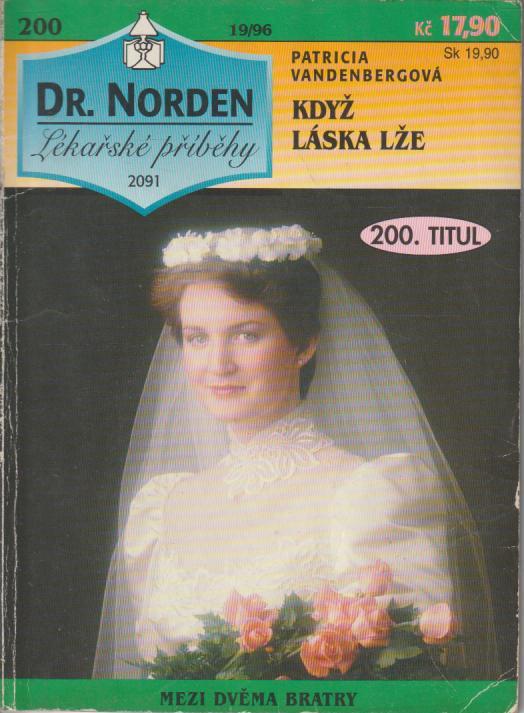 200
19/96
Kč 17,90
Sk 19,90
DR. NORDEN
Lékařské příběhy
2091
PATRICIA
VANDENBERGOVÁ
KDYŽ
LÁSKA LŽE
200. TITUL
MEZI DVĚMA BRATRY